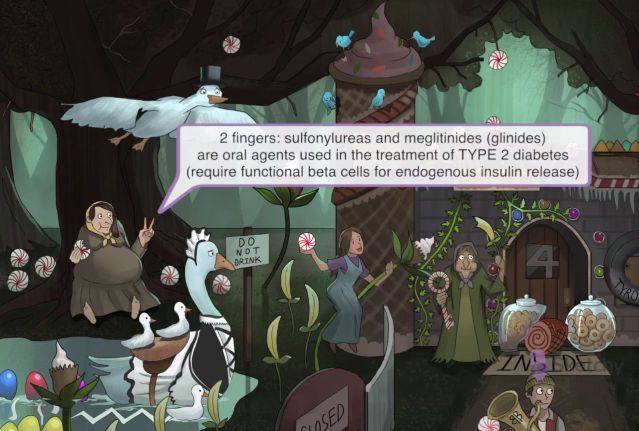 2 fingers: sulfonylureas and meglitinides (glinides)
are oral agents used in the treatment of TYPE 2 diabetes
(require functional beta cells for endogenous insulin release)
DO
NOT
DRINK
4
INSIDE
CLOSED